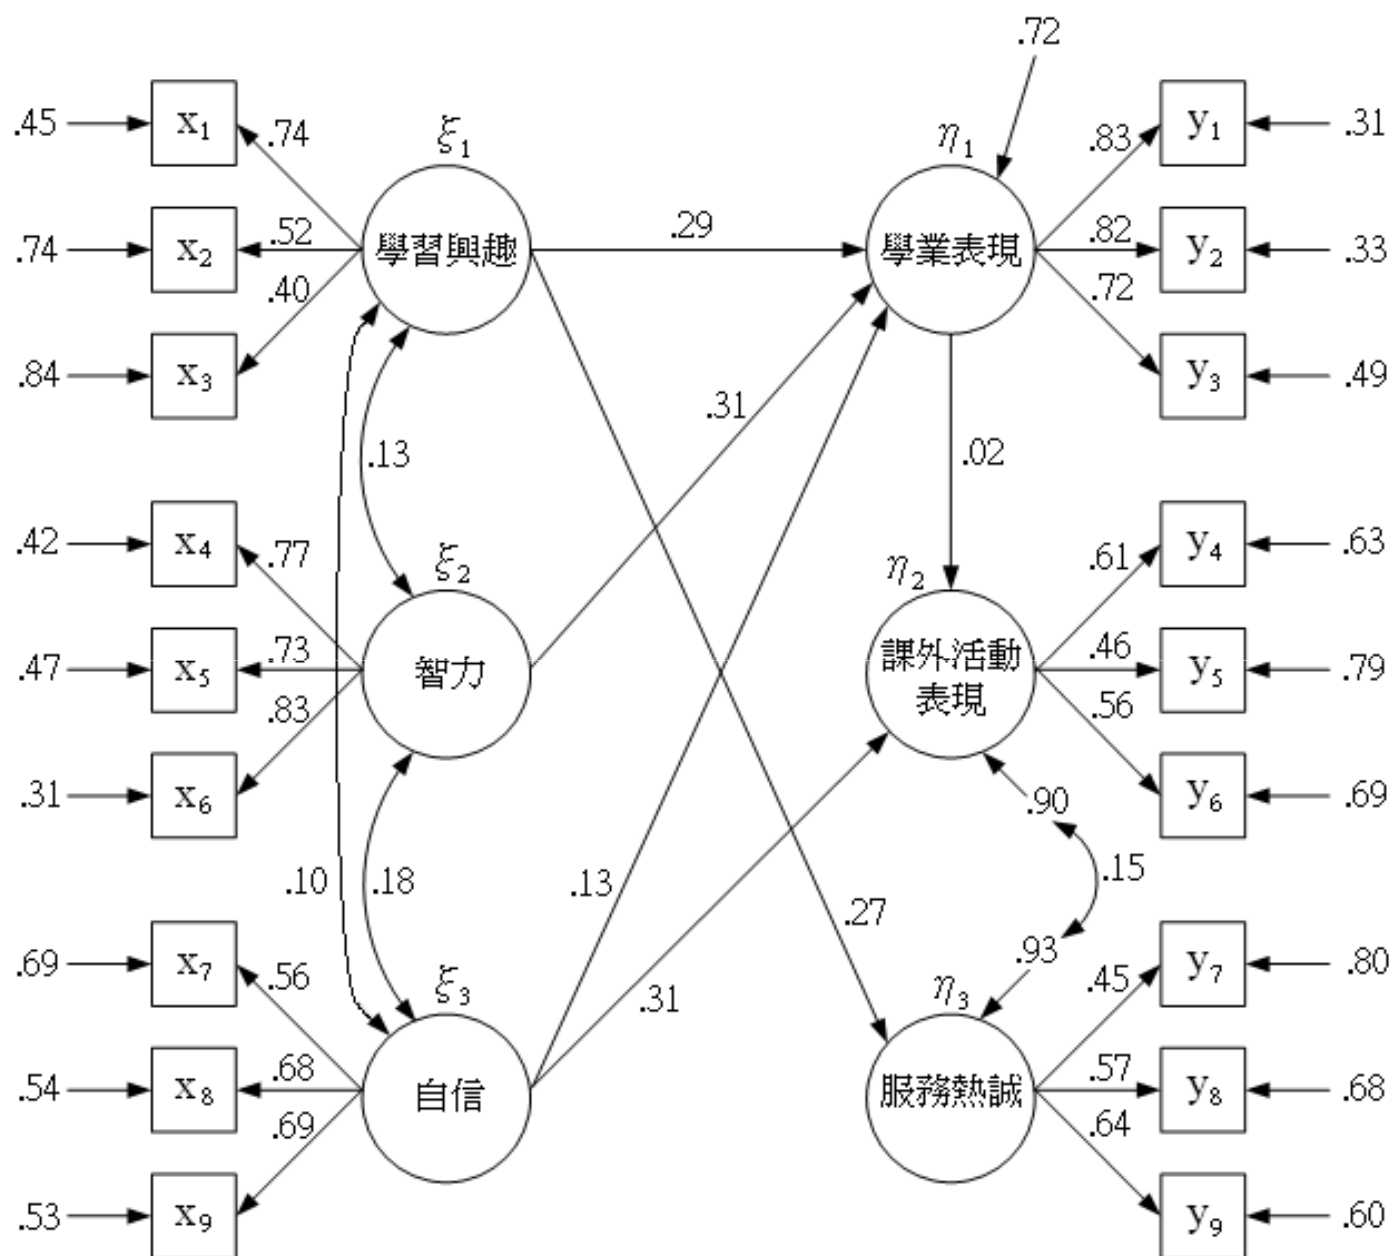 .72
.45
x₁
.74
ξ₁
η₁
.83
y₁
.31
.74
x₂
.52
學習興趣
.29
學業表現
.82
y₂
.33
.40
.72
.84
x₃
y₃
.49
.31
.13
.02
.42
x₄
.77
ξ₂
η₂
.61
y₄
.63
.47
x₅
.73
智力
課外活動
表現
.46
y₅
.79
.83
.56
.31
x₆
.90
y₆
.69
.10
.18
.13
.27
.15
.69
x₇
.56
ξ₃
.31
η₃
.93
.45
y₇
.80
.54
x₈
.68
自信
服務熱誠
.57
y₈
.68
.69
.64
.53
x₉
y₉
.60